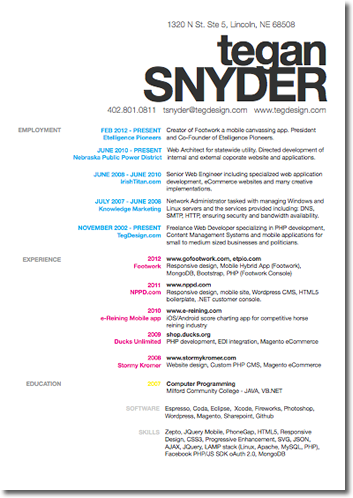 1320 N St. Ste 5, Lincoln, NE 68508
tegan
SNYDER
402.801.0811 tsnyder@tegdesign.com www.tegdesign.com
EMPLOYMENT
FEB 2012 - PRESENT Creator of Footwork a mobile canvassing app. President
Etelligence Pioneers and Co-Founder of Etelligence Pioneers.
JUNE 2010 - PRESENT Web Architect for statewide utility. Directed development of
Nebraska Public Power District internal and external corporate website and applications.
JUNE 2008 - JUNE 2010 Senior Web Engineer including specialized web application
IrishTitan.com development, eCommerce websites and many creative
implementations.
JULY 2007 - JUNE 2008 Network Administrator tasked with managing Windows and
Knowledge Marketing Linux servers and the services provided including: DNS,
SMTP, HTTP, ensuring security and bandwith availability.
NOVEMBER 2002 - PRESENT Freelance Web Developer specializing in PHP development,
TegDesign.com Content Management Systems and mobile applications for
small to medium sized businesses and politicians.
EXPERIENCE
2012 www.gofootwork.com, etpio.com
Footwork Responsive design, Mobile Hybrid App (Footwork),
MongoDB, Bootstrap, PHP (Footwork Console)
2011 www.nppd.com
NPPD.com Responsive design, mobile site, Wordpress CMS, HTML5
boilerplate, .NET customer console.
2010 www.e-reining.com
e-Reining Mobile app iOS/Android score charting app for competitive horse
reining industry
2009 shop.ducks.org
Ducks Unlimited PHP development, EDI integration, Magento eCommerce
2008 www.stormykromer.com
Stormy Kromer Website design, Custom PHP CMS, Magento eCommerce
EDUCATION
2007 Computer Programming
Milford Community College - JAVA, VB.NET
SOFTWARE Espresso, Coda, Eclipse, Xcode, Fireworks, Photoshop,
Wordpress, Magento, Sharepoint, Github
SKILLS Zepto, JQuery Mobile, PhoneGap, HTML5, Responsive
Design, CSS3, Progressive Enhancement, SVG, JSON,
AJAX, JQuery, LAMP stack (Linux, Apache, MySQL, PHP),
Facebook PHP/JS SDK oAuth 2.0, MongoDB